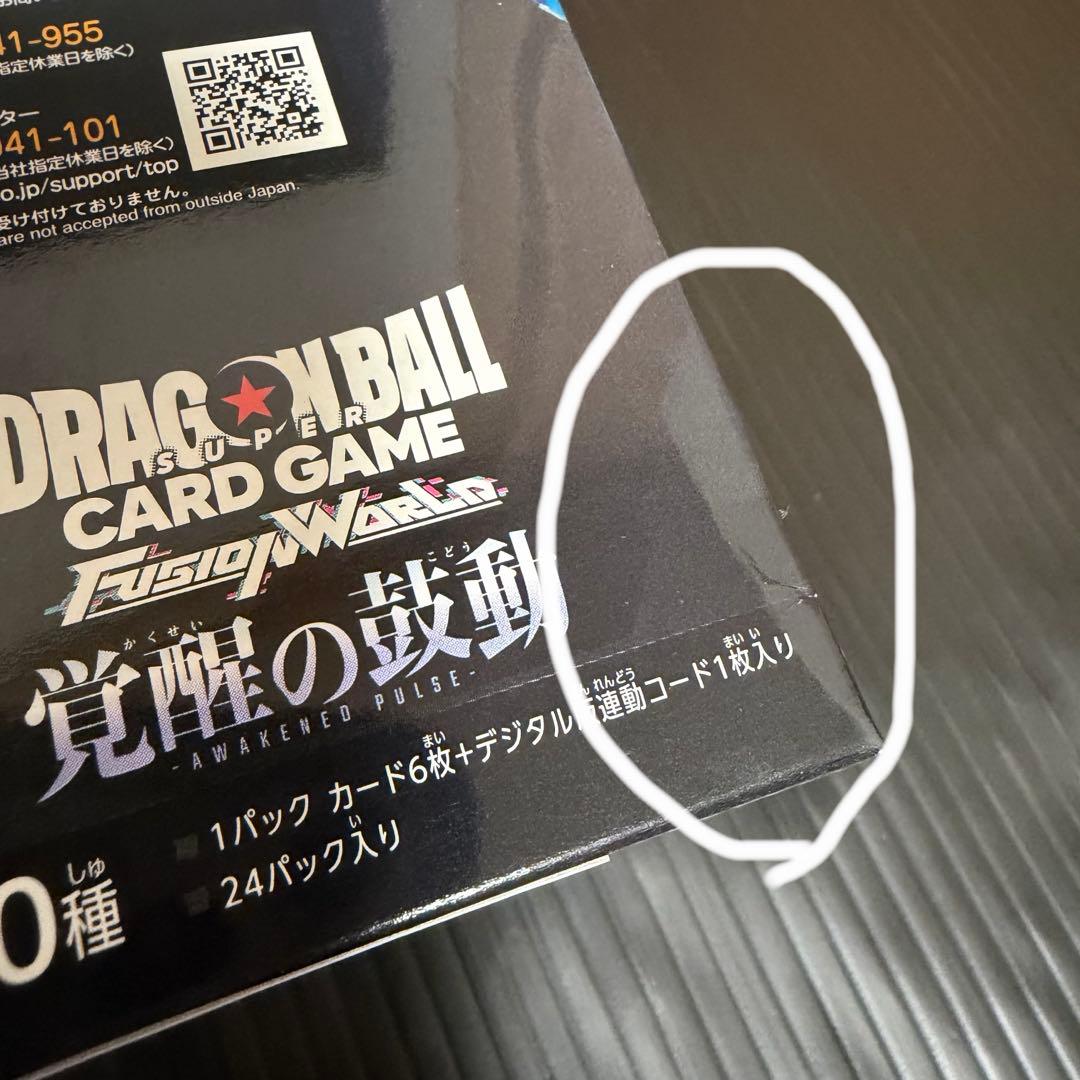 41-955
指定休業日を除く)
ター
041-101
当社指定休業日を除く)
o.jp/support/top
受け付けておりません。
are not accepted from outside Japan.
DRAGON BALL
SUPER
CARD GAME
FUSION WORLD
かくせい こどう
覚醒の鼓動
-AWAKENED PULSE-
まい れんどう まい い
1パック カード6枚+デジタル版連動コード1枚入り
い
24パック入り
しゅ
0種